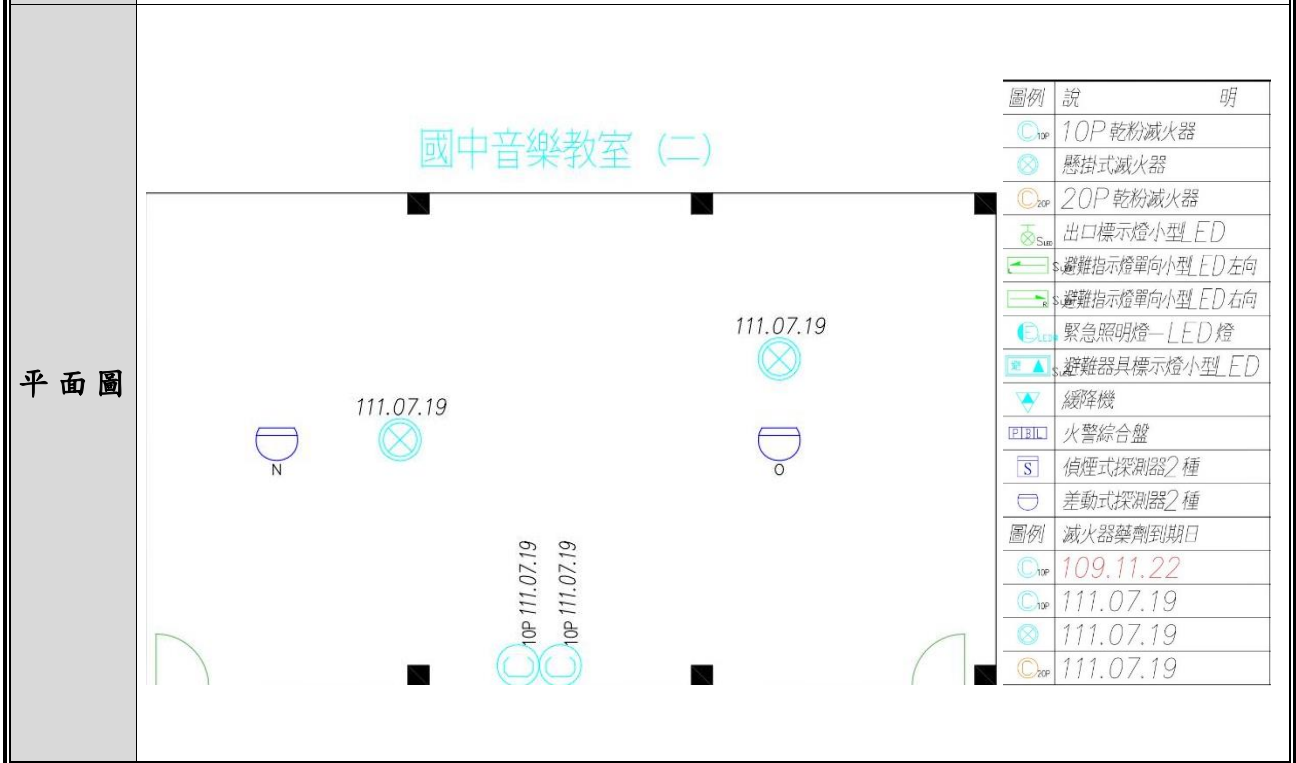 平面圖
國中音樂教室 (二)
111.07.19
111.07.19
N
O
10P 111.07.19
10P 111.07.19
圖例 說 明
C10P 10P乾粉滅火器
懸掛式滅火器
C20P 20P乾粉滅火器
SLED 出口標示燈小型LED
L 避難指示燈單向小型LED左向
R 避難指示燈單向小型LED右向
E 緊急照明燈—LED燈
避難器具標示燈小型LED
緩降機
PBL 火警綜合盤
S 偵煙式探測器2種
差動式探測器2種
圖例 滅火器藥劑到期日
C10P 109.11.22
C10P 111.07.19
111.07.19
C20P 111.07.19